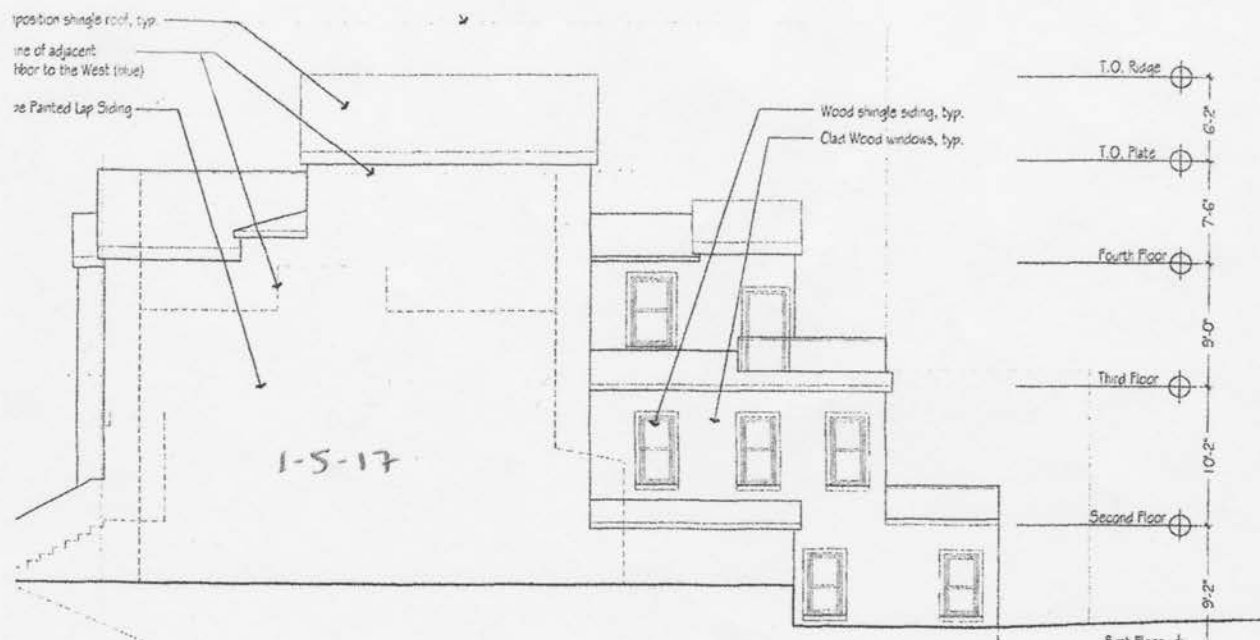 position shingle roof, typ.
ine of adjacent
hbor to the West (blue)
Painted Lap Siding
Wood shingle siding, typ.
Clad Wood windows, typ.
T.O. Ridge
6'-2"
T.O. Plate
7'-6"
Fourth Floor
9'-0"
Third Floor
10'-2"
Second Floor
9'-2"
First Floor
1-5-17